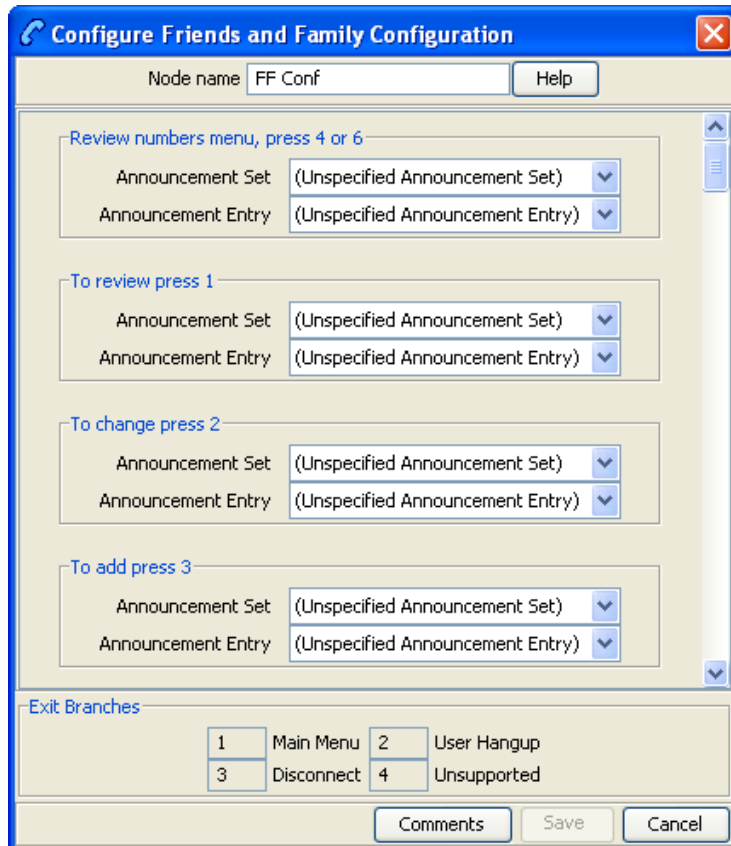 Configure Friends and Family Configuration
Node name FF Conf Help
Review numbers menu, press 4 or 6
Announcement Set (Unspecified Announcement Set)
Announcement Entry (Unspecified Announcement Entry)
To review press 1
Announcement Set (Unspecified Announcement Set)
Announcement Entry (Unspecified Announcement Entry)
To change press 2
Announcement Set (Unspecified Announcement Set)
Announcement Entry (Unspecified Announcement Entry)
To add press 3
Announcement Set (Unspecified Announcement Set)
Announcement Entry (Unspecified Announcement Entry)
Exit Branches
1 Main Menu 2 User Hangup
3 Disconnect 4 Unsupported
Comments Save Cancel